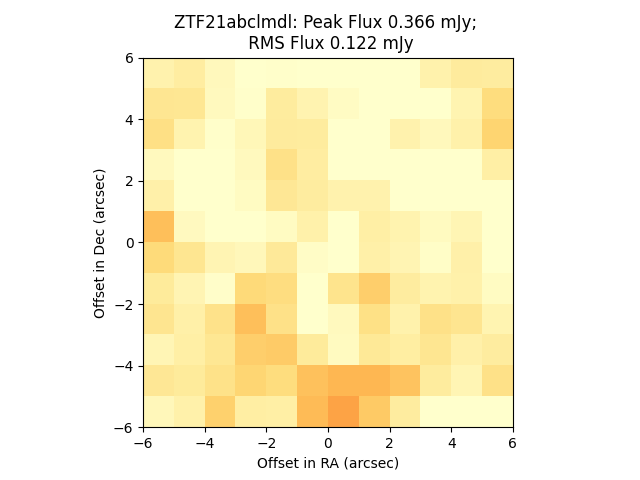 ZTF21abclmdl: Peak Flux 0.366 mJy;
RMS Flux 0.122 mJy
6
4
2
0
−2
−4
−6
Offset in Dec (arcsec)
−6 −4 −2 0 2 4 6
Offset in RA (arcsec)